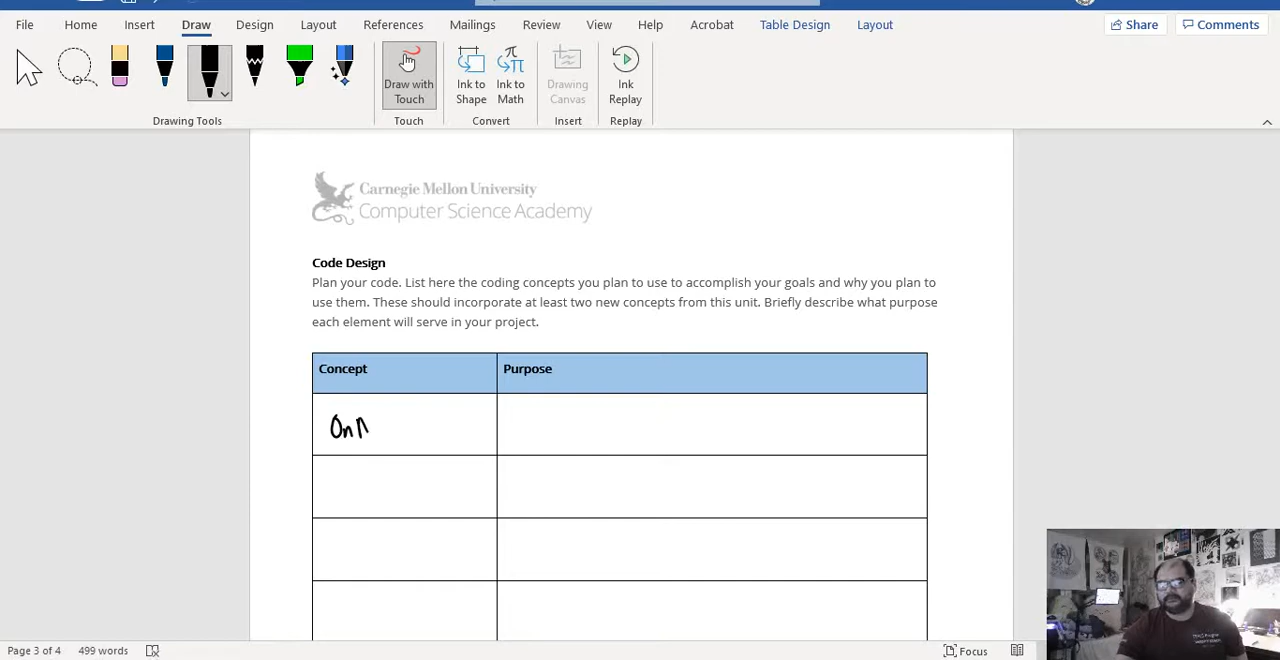 File Home Insert Draw Design Layout References Mailings Review View Help Acrobat Table Design Layout Share Comments
Draw with Touch
Ink to Shape
Ink to Math
Drawing Canvas
Ink Replay
Drawing Tools Touch Convert Insert Replay
Carnegie Mellon University
Computer Science Academy
Code Design
Plan your code. List here the coding concepts you plan to use to accomplish your goals and why you plan to
use them. These should incorporate at least two new concepts from this unit. Briefly describe what purpose
each element will serve in your project.
Concept Purpose
On
Page 3 of 4 499 words Focus